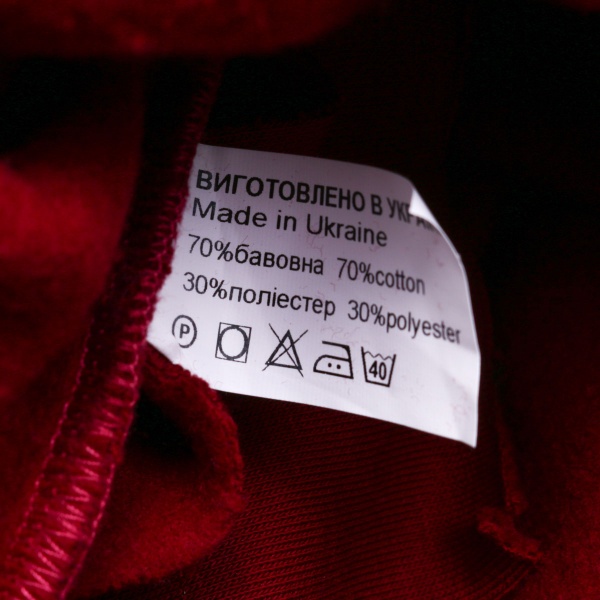 ВИГОТОВЛЕНО В
Made in Ukraine
70%бавовна 70%cotton
30%поліестер 30%polyester
P 40